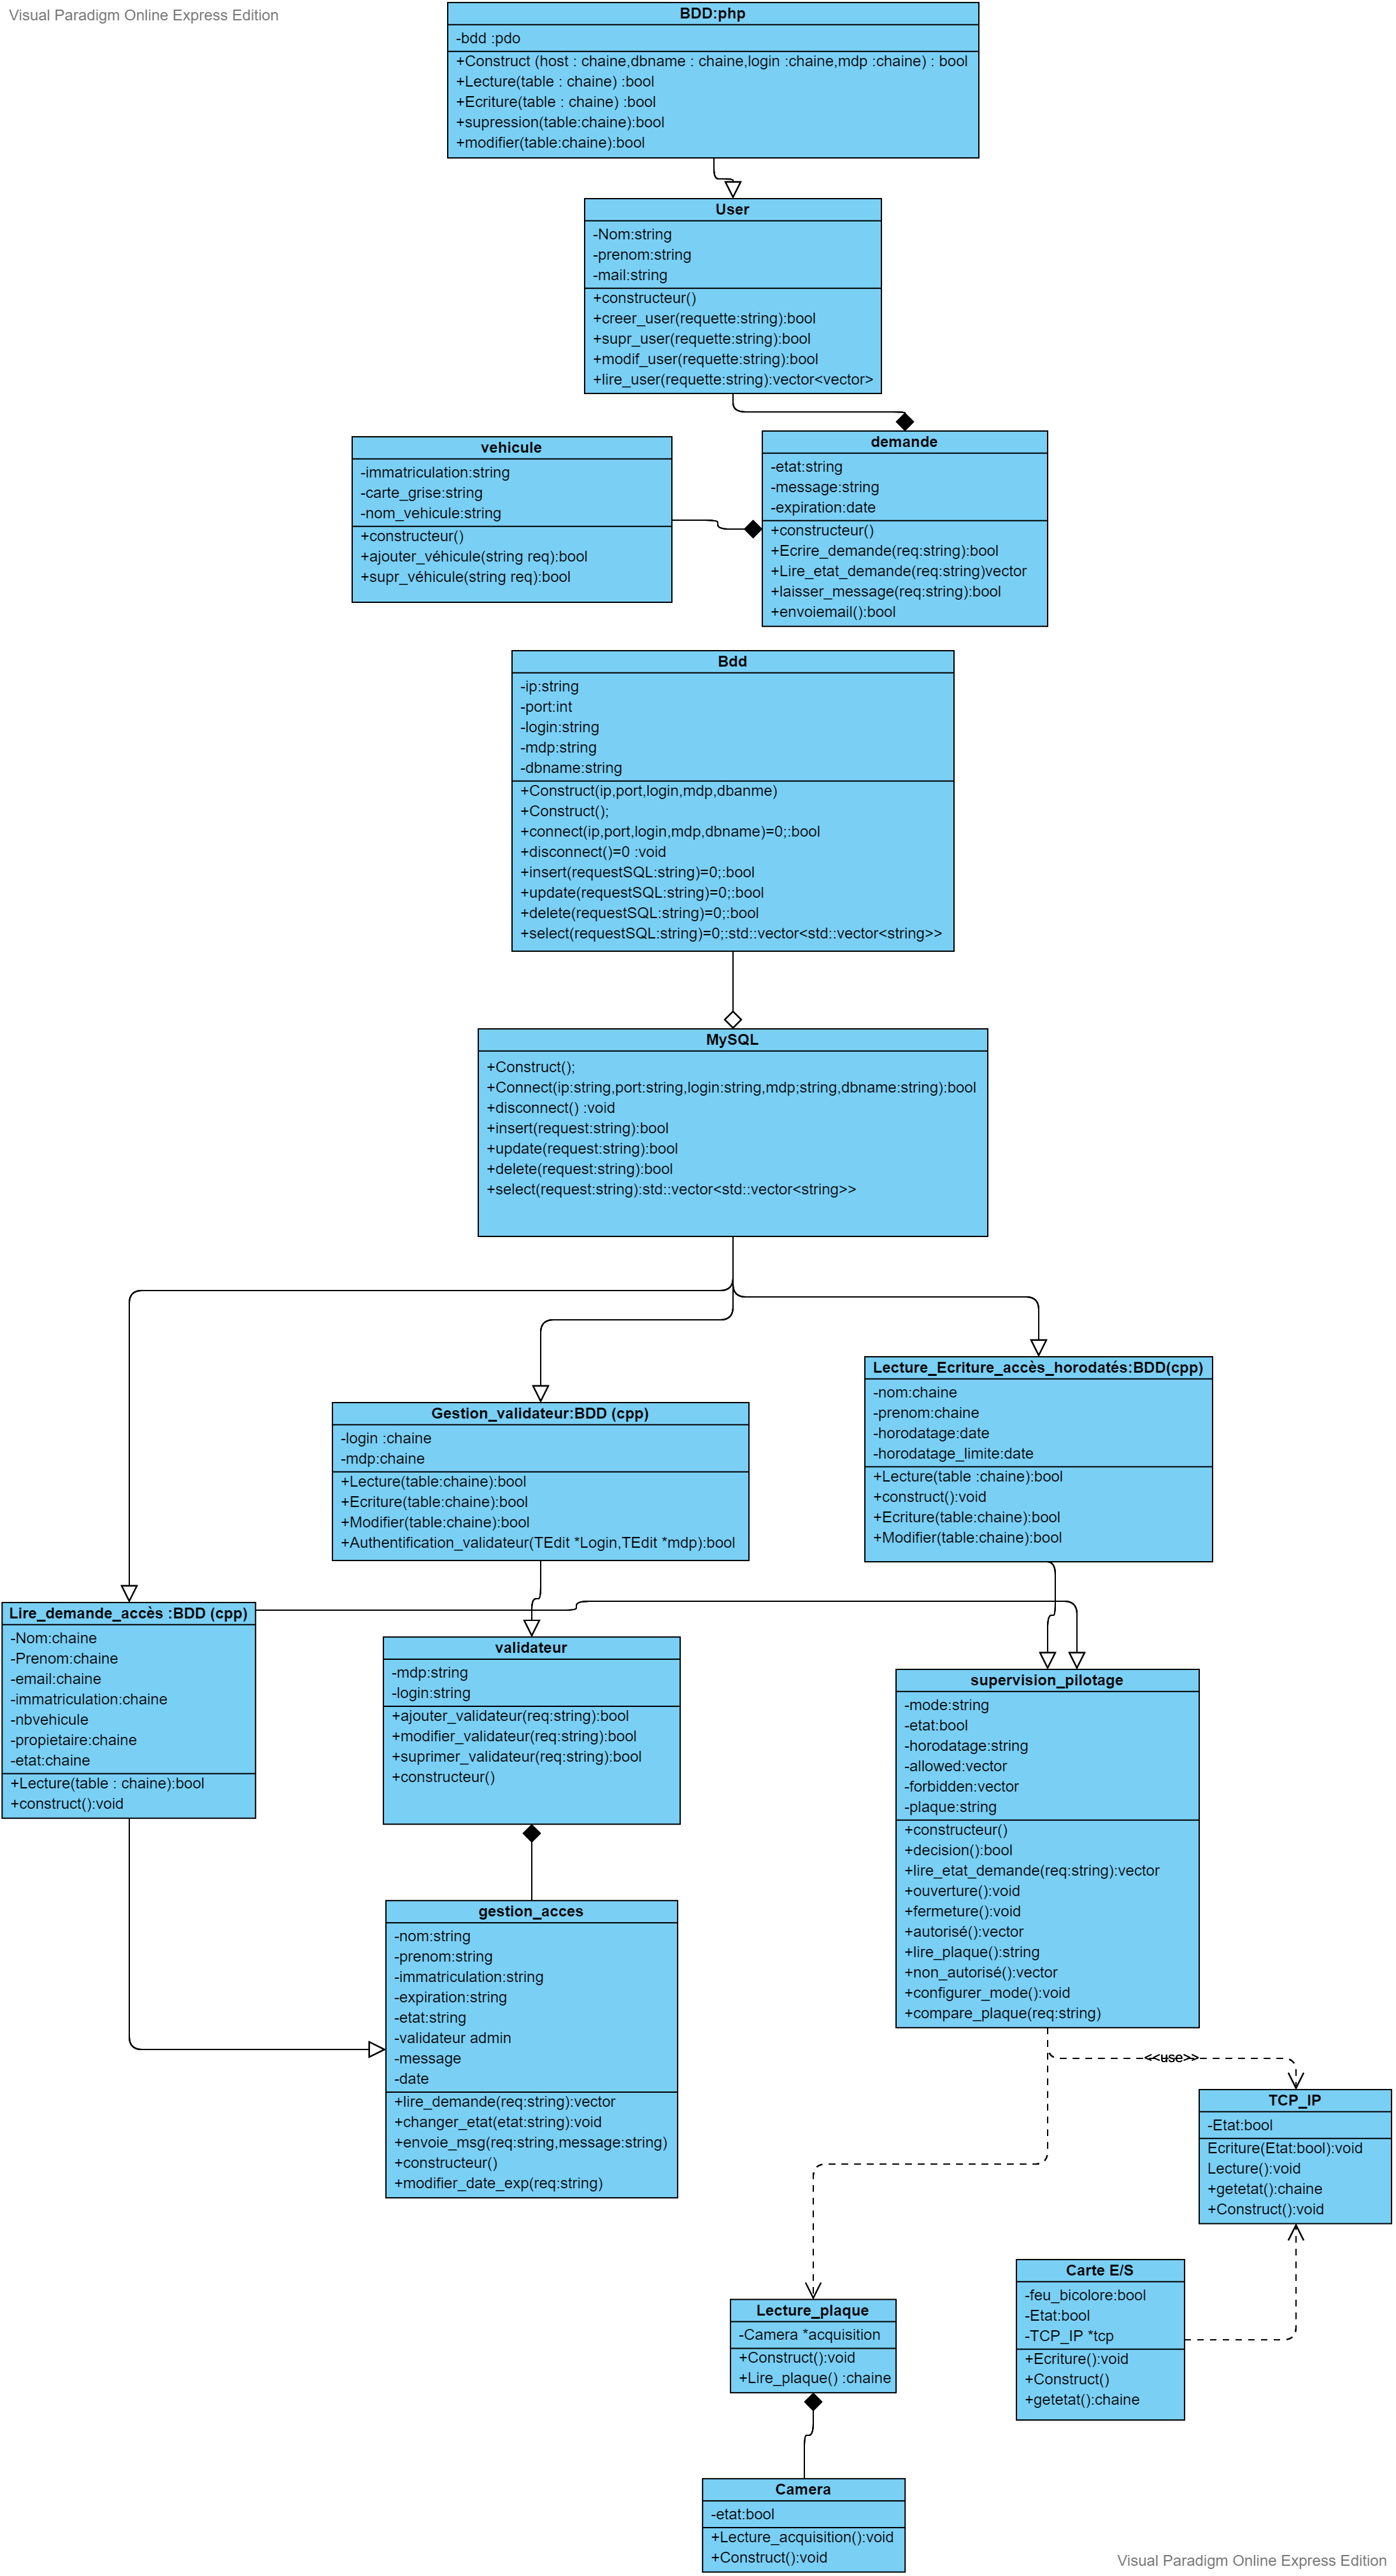 Visual Paradigm Online Express Edition
BDD:php
-bdd :pdo
+Construct (host : chaine,dbname : chaine,login :chaine,mdp :chaine) : bool
+Lecture(table : chaine) :bool
+Ecriture(table : chaine) :bool
+supression(table:chaine):bool
+modifier(table:chaine):bool
User
-Nom:string
-prenom:string
-mail:string
+constructeur()
+creer_user(requette:string):bool
+supr_user(requette:string):bool
+modif_user(requette:string):bool
+lire_user(requette:string):vector<vector>
vehicule
-immatriculation:string
-carte_grise:string
-nom_vehicule:string
+constructeur()
+ajouter_véhicule(string req):bool
+supr_véhicule(string req):bool
demande
-etat:string
-message:string
-expiration:date
+constructeur()
+Ecrire_demande(req:string):bool
+Lire_etat_demande(req:string)vector
+laisser_message(req:string):bool
+envoiemail():bool
Bdd
-ip:string
-port:int
-login:string
-mdp:string
-dbname:string
+Construct(ip,port,login,mdp,dbanme)
+Construct();
+connect(ip,port,login,mdp,dbname)=0;:bool
+disconnect()=0 :void
+insert(requestSQL:string)=0;:bool
+update(requestSQL:string)=0;:bool
+delete(requestSQL:string)=0;:bool
+select(requestSQL:string)=0;:std::vector<std::vector<string>>
MySQL
+Construct();
+Connect(ip:string,port:string,login:string,mdp;string,dbname:string):bool
+disconnect() :void
+insert(request:string):bool
+update(request:string):bool
+delete(request:string):bool
+select(request:string):std::vector<std::vector<string>>
Lecture_Ecriture_accès_horodatés:BDD(cpp)
-nom:chaine
-prenom:chaine
-horodatage:date
-horodatage_limite:date
+Lecture(table :chaine):bool
+construct():void
+Ecriture(table:chaine):bool
+Modifier(table:chaine):bool
Gestion_validateur:BDD (cpp)
-login :chaine
-mdp:chaine
+Lecture(table:chaine):bool
+Ecriture(table:chaine):bool
+Modifier(table:chaine):bool
+Authentification_validateur(TEdit *Login,TEdit *mdp):bool
Lire_demande_accès :BDD (cpp)
-Nom:chaine
-Prenom:chaine
-email:chaine
-immatriculation:chaine
-nbvehicule
-propietaire:chaine
-etat:chaine
+Lecture(table : chaine):bool
+construct():void
validateur
-mdp:string
-login:string
+ajouter_validateur(req:string):bool
+modifier_validateur(req:string):bool
+suprimer_validateur(req:string):bool
+constructeur()
supervision_pilotage
-mode:string
-etat:bool
-horodatage:string
-allowed:vector
-forbidden:vector
-plaque:string
+constructeur()
+decision():bool
+lire_etat_demande(req:string):vector
+ouverture():void
+fermeture():void
+autorisé():vector
+lire_plaque():string
+non_autorisé():vector
+configurer_mode():void
+compare_plaque(req:string)
gestion_acces
-nom:string
-prenom:string
-immatriculation:string
-expiration:string
-etat:string
-validateur admin
-message
-date
+lire_demande(req:string):vector
+changer_etat(etat:string):void
+envoie_msg(req:string,message:string)
+constructeur()
+modifier_date_exp(req:string)
<<use>>
TCP_IP
-Etat:bool
Ecriture(Etat:bool):void
Lecture():void
+getetat():chaine
+Construct():void
Carte E/S
-feu_bicolore:bool
-Etat:bool
-TCP_IP *tcp
+Ecriture():void
+Construct()
+getetat():chaine
Lecture_plaque
-Camera *acquisition
+Construct():void
+Lire_plaque() :chaine
Camera
-etat:bool
+Lecture_acquisition():void
+Construct():void
Visual Paradigm Online Express Edition